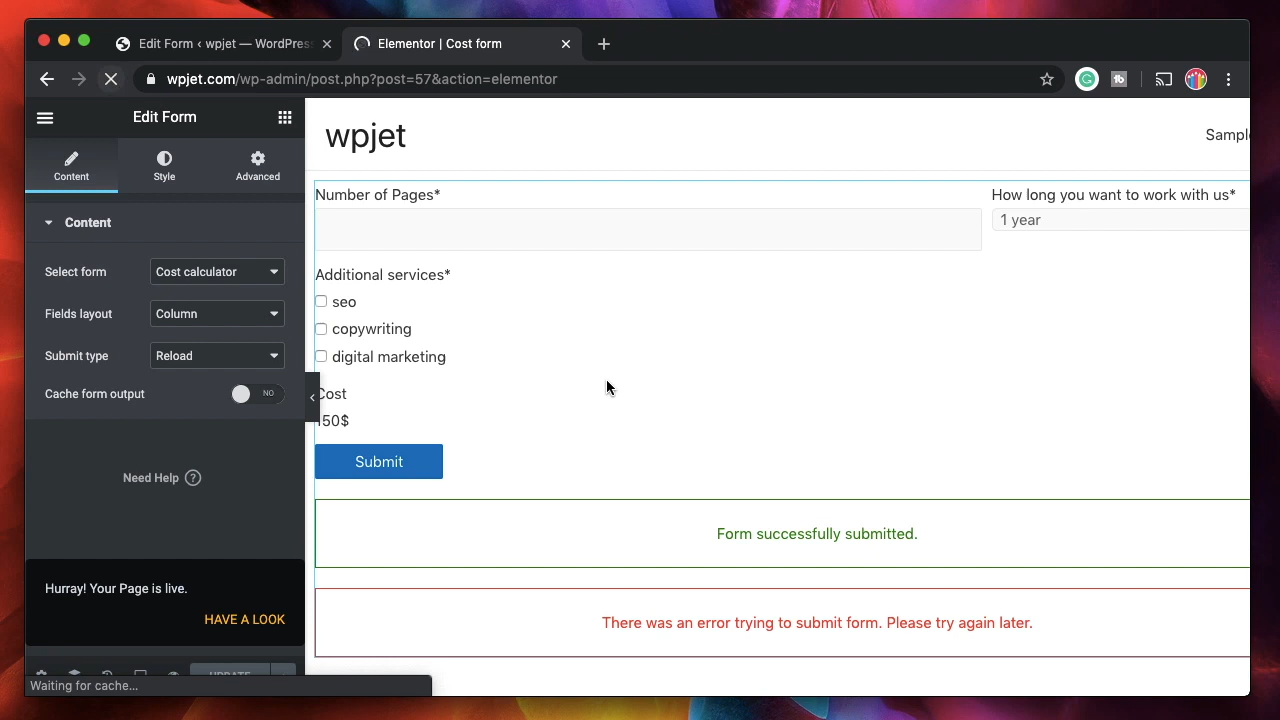 Edit Form ‹ wpjet — WordPress
Elementor | Cost form
wpjet.com/wp-admin/post.php?post=57&action=elementor
Edit Form
Content
Style
Advanced
Content
Select form
Cost calculator
Fields layout
Column
Submit type
Reload
Cache form output
NO
Need Help ?
Hurray! Your Page is live.
HAVE A LOOK
UPDATE
Waiting for cache...
wpjet
Sample
Number of Pages*
How long you want to work with us*
1 year
Additional services*
seo
copywriting
digital marketing
Cost
150$
Submit
Form successfully submitted.
There was an error trying to submit form. Please try again later.